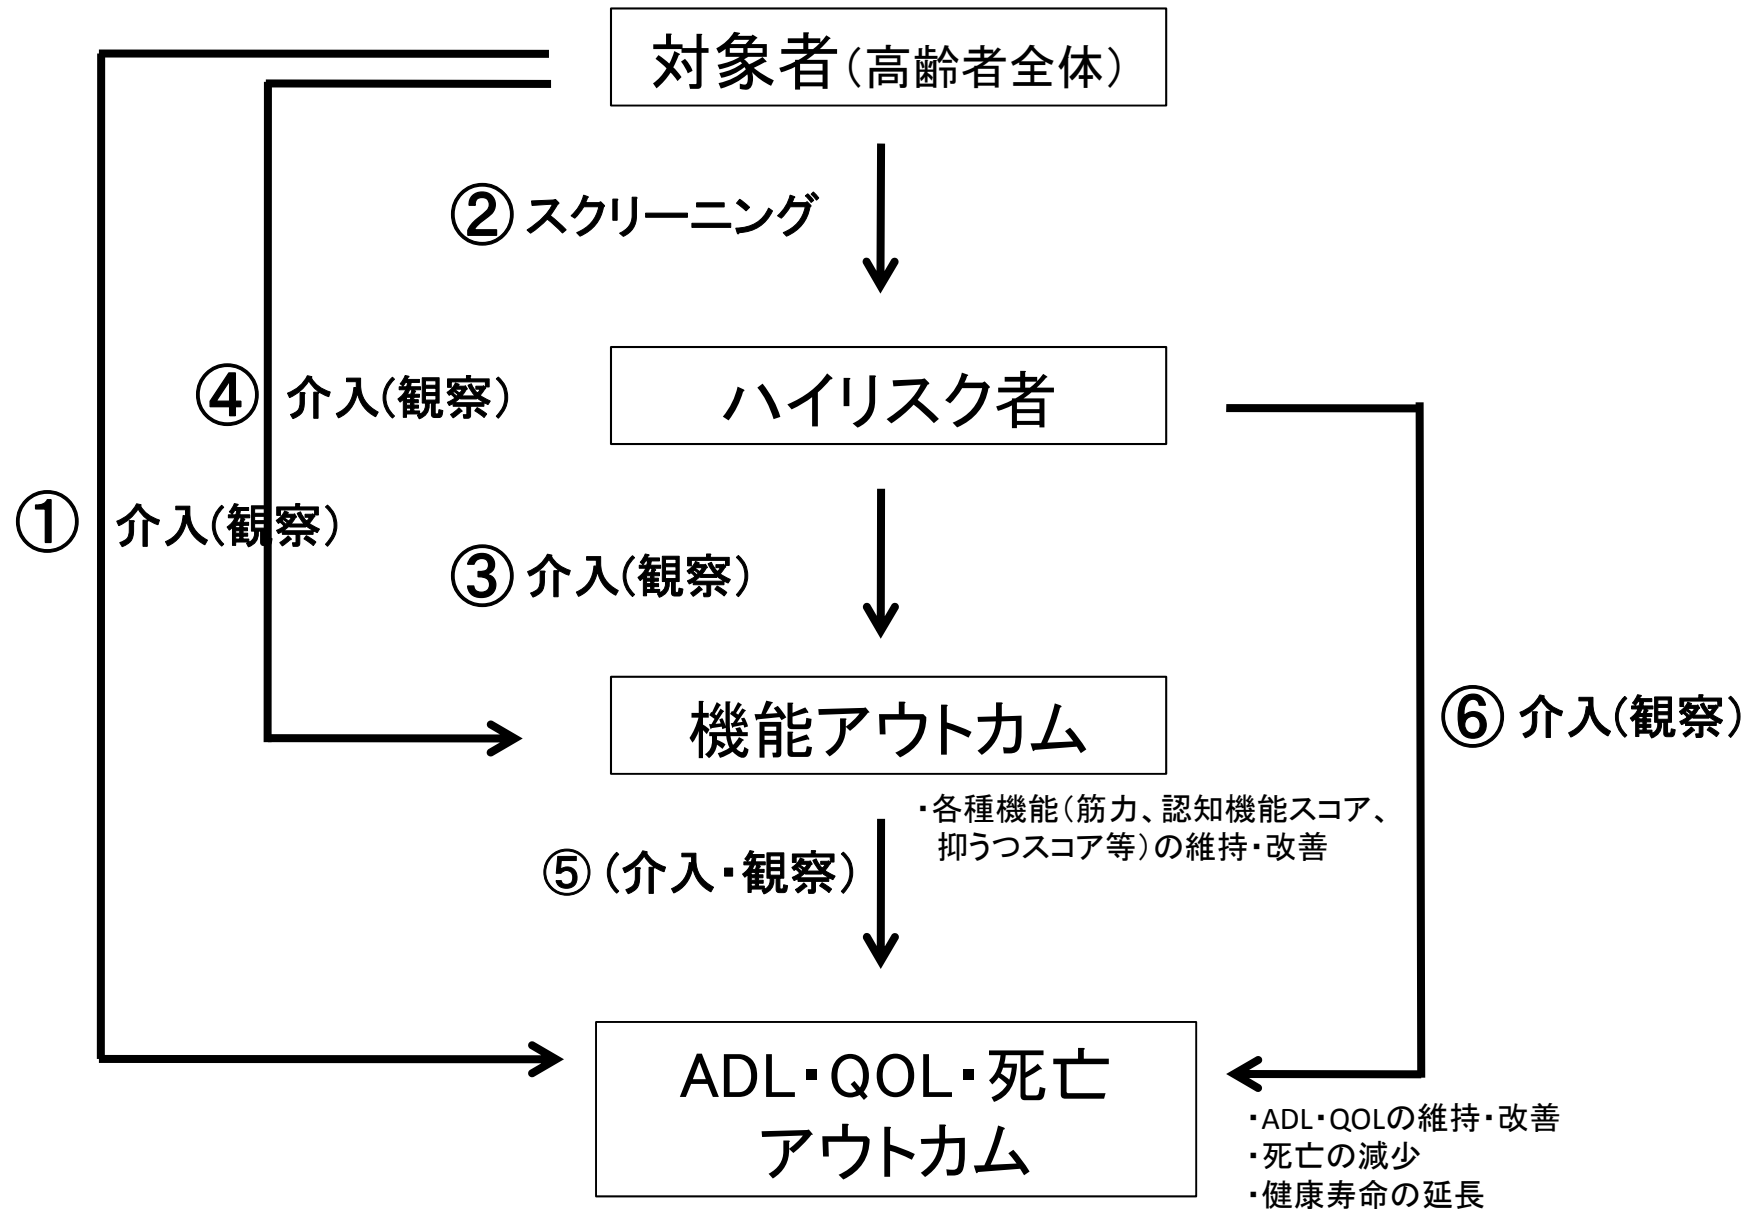 対象者(高齢者全体)
②スクリーニング
④ 介入(観察)
ハイリスク者
① 介入(観察)
③介入(観察)
機能アウトカム
⑥介入(観察)
・各種機能(筋力、認知機能スコア、
抑うつスコア等)の維持・改善
⑤(介入・観察)
ADL・QOL・死亡
アウトカム
・ADL・QOLの維持・改善
・死亡の減少
・健康寿命の延長